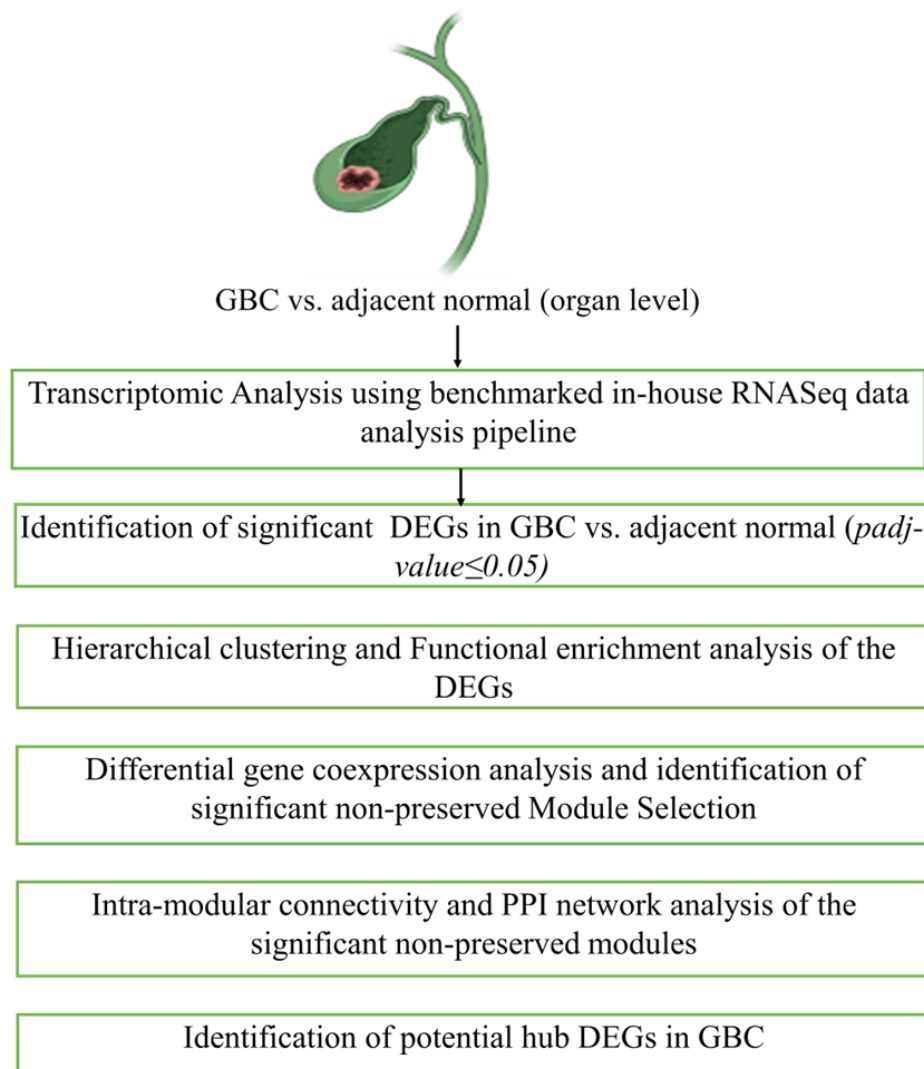 GBC vs. adjacent normal (organ level)
Transcriptomic Analysis using benchmarked in-house RNASeq data
analysis pipeline
Identification of significant DEGs in GBC vs. adjacent normal (padj-
value≤0.05)
Hierarchical clustering and Functional enrichment analysis of the
DEGs
Differential gene coexpression analysis and identification of
significant non-preserved Module Selection
Intra-modular connectivity and PPI network analysis of the
significant non-preserved modules
Identification of potential hub DEGs in GBC